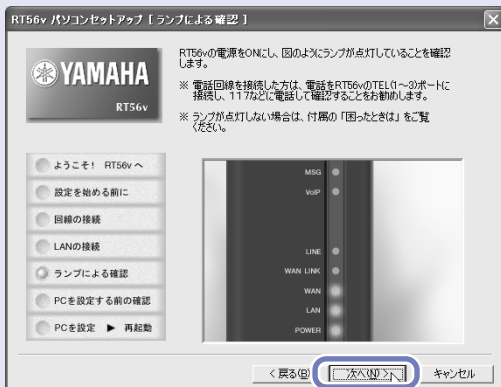 RT56v パソコンセットアップ [ ランプによる確認 ]
YAMAHA
RT56v
RT56vの電源をONにし、図のようにランプが点灯していることを確認
します。
※ 電話回線を接続した方は、電話をRT56vのTEL(1~3)ポートに
接続し、117などに電話して確認することをお勧めします。
※ ランプが点灯しない場合は、付属の「困ったときは」をご覧
ください。
ようこそ! RT56v へ
設定を始める前に
回線の接続
LANの接続
ランプによる確認
PCを設定する前の確認
PCを設定 ▶ 再起動
MSG
VoIP
LINE
WAN LINK
WAN
LAN
POWER
< 戻る(B)
次へ(N) >
キャンセル